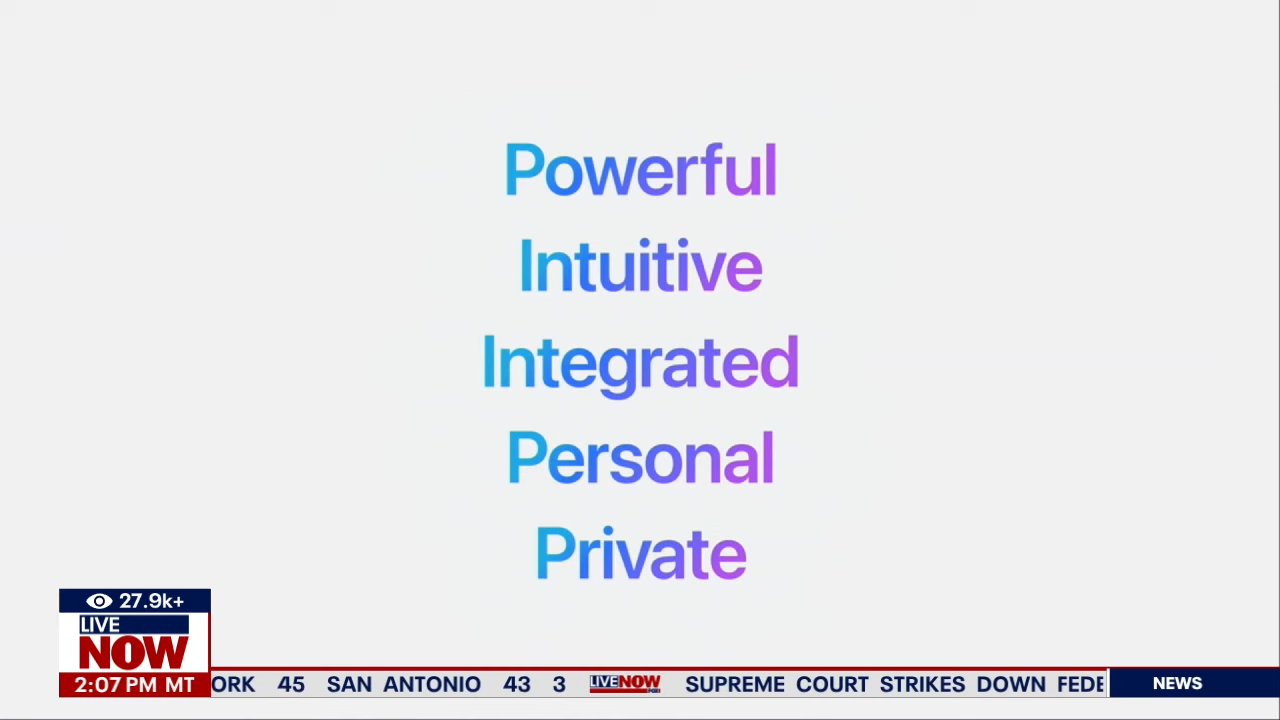 Powerful
Intuitive
Integrated
Personal
Private
27.9k+
LIVE
NOW
2:07 PM MT
ORK 45 SAN ANTONIO 43 3 LIVENOW FOX SUPREME COURT STRIKES DOWN FEDE
NEWS